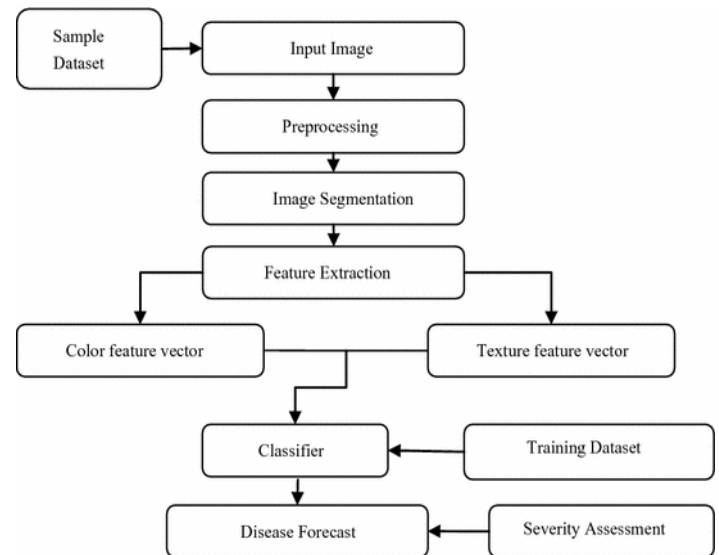 Sample
Dataset
Input Image
Preprocessing
Image Segmentation
Feature Extraction
Color feature vector
Texture feature vector
Classifier
Training Dataset
Disease Forecast
Severity Assessment